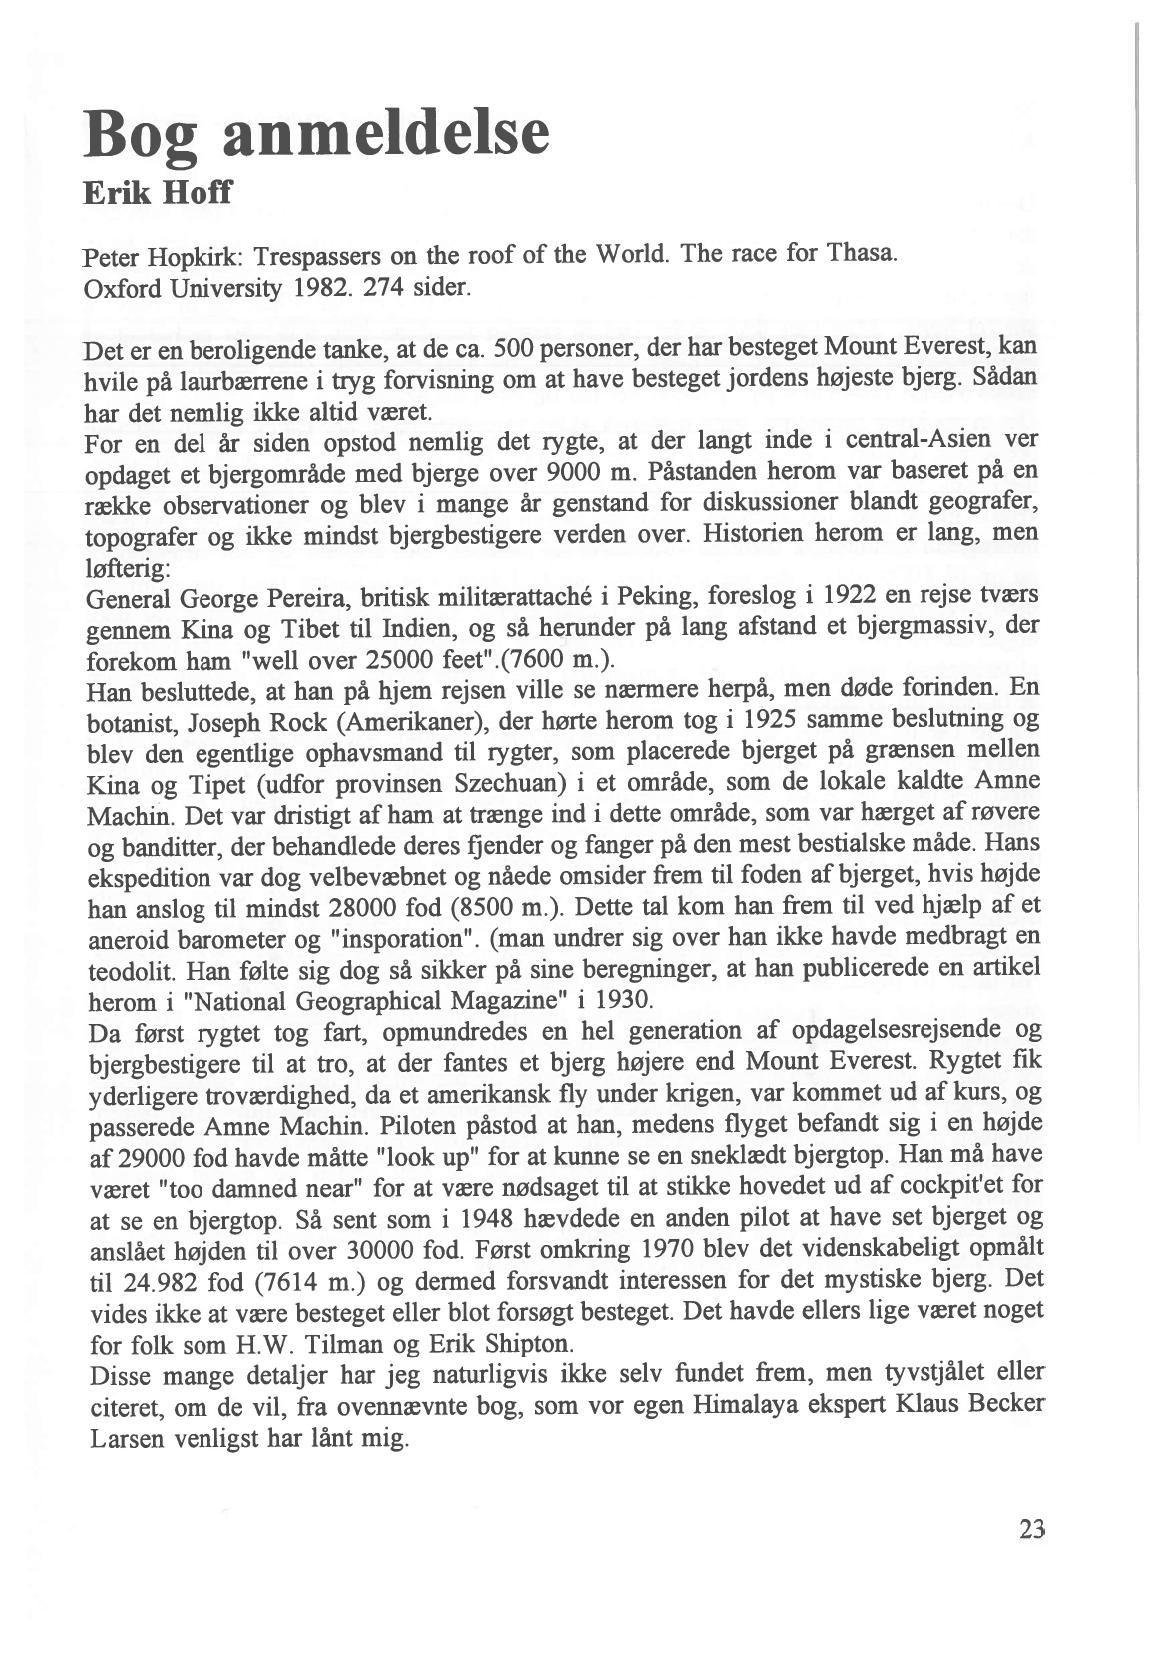 Bog anmeldelse
Erik Hoff
Peter Hopkirk: Trespassers on the roof of the World. The race for Thasa.
Oxford University 1982. 274 sider.
Det er en beroligende tanke, at de ca. 500 personer, der har besteget Mount Everest, kan
hvile på laurbærrene i tryg forvisning om at have besteget jordens højeste bjerg. Sådan
har det nemlig ikke altid været.
For en del år siden opstod nemlig det rygte, at der langt inde i central-Asien ver
opdaget et bjergområde med bjerge over 9000 m. Påstanden herom var baseret på en
række observationer og blev i mange år genstand for diskussioner blandt geografer,
topografer og ikke mindst bjergbestigere verden over. Historien herom er lang, men
løfterig:
General George Pereira, britisk militærattaché i Peking, foreslog i 1922 en rejse tværs
gennem Kina og Tibet til Indien, og så herunder på lang afstand et bjergmassiv, der
forekom ham "well over 25000 feet".(7600 m.).
Han besluttede, at han på hjem rejsen ville se nærmere herpå, men døde forinden. En
botanist, Joseph Rock (Amerikaner), der hørte herom tog i 1925 samme beslutning og
blev den egentlige ophavsmand til rygter, som placerede bjerget på grænsen mellen
Kina og Tipet (udfor provinsen Szechuan) i et område, som de lokale kaldte Amne
Machin. Det var dristigt af ham at trænge ind i dette område, som var hærget af røvere
og banditter, der behandlede deres fjender og fanger på den mest bestialske måde. Hans
ekspedition var dog velbevæbnet og nåede omsider frem til foden af bjerget, hvis højde
han anslog til mindst 28000 fod (8500 m.). Dette tal kom han frem til ved hjælp af et
aneroid barometer og "insporation". (man undrer sig over han ikke havde medbragt en
teodolit. Han følte sig dog så sikker på sine beregninger, at han publicerede en artikel
herom i "National Geographical Magazine" i 1930.
Da først rygtet tog fart, opmundredes en hel generation af opdagelsesrejsende og
bjergbestigere til at tro, at der fantes et bjerg højere end Mount Everest. Rygtet fik
yderligere troværdighed, da et amerikansk fly under krigen, var kommet ud af kurs, og
passerede Amne Machin. Piloten påstod at han, medens flyget befandt sig i en højde
af 29000 fod havde måtte "look up" for at kunne se en sneklædt bjergtop. Han må have
været "too damned near" for at være nødsaget til at stikke hovedet ud af cockpit'et for
at se en bjergtop. Så sent som i 1948 hævdede en anden pilot at have set bjerget og
anslået højden til over 30000 fod. Først omkring 1970 blev det videnskabeligt opmålt
til 24.982 fod (7614 m.) og dermed forsvandt interessen for det mystiske bjerg. Det
vides ikke at være besteget eller blot forsøgt besteget. Det havde ellers lige været noget
for folk som H.W. Tilman og Erik Shipton.
Disse mange detaljer har jeg naturligvis ikke selv fundet frem, men tyvstjålet eller
citeret, om de vil, fra ovennævnte bog, som vor egen Himalaya ekspert Klaus Becker
Larsen venligst har lånt mig.
23